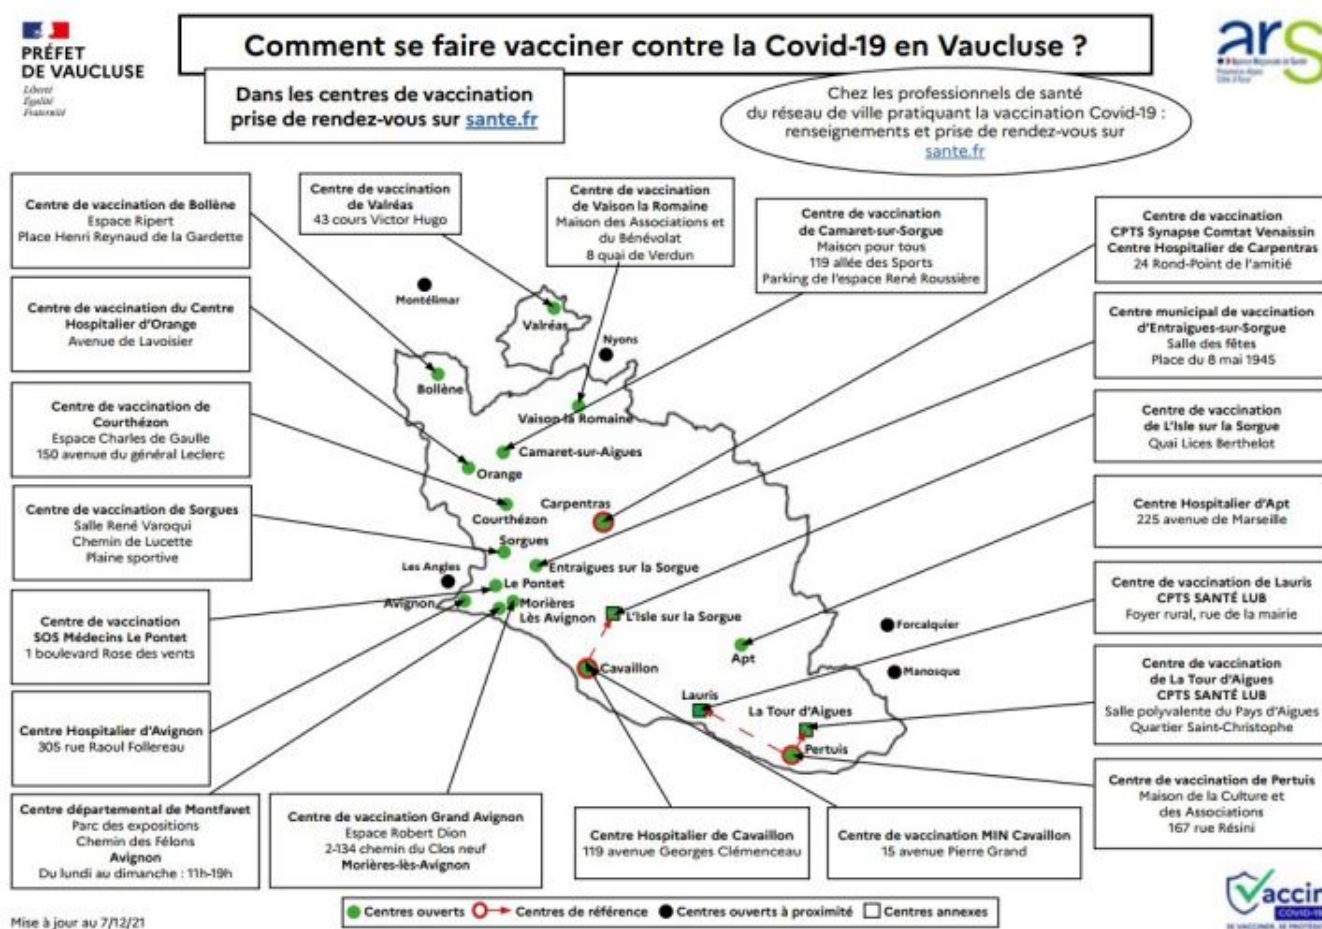 PRÉFET
DE VAUCLUSE
Liberté
Égalité
Fraternité
Comment se faire vacciner contre la Covid-19 en Vaucluse ?
ars
Dans les centres de vaccination
prise de rendez-vous sur sante.fr
Chez les professionnels de santé
du réseau de ville pratiquant la vaccination Covid-19 :
renseignements et prise de rendez-vous sur
sante.fr
Centre de vaccination de Bollène
Espace Ripert
Place Henri Reynaud de la Gardette
Centre de vaccination
de Valréas
43 cours Victor Hugo
Centre de vaccination
de Vaison la Romaine
Maison des Associations et
du Bénévolat
8 quai de Verdun
Centre de vaccination
de Camaret-sur-Sorgue
Maison pour tous
119 allée des Sports
Parking de l'espace René Roussière
Centre de vaccination
CPTS Synapse Comtat Venaissin
Centre Hospitalier de Carpentras
24 Rond-Point de l'amitié
Centre de vaccination du Centre
Hospitalier d'Orange
Avenue de Lavoisier
Centre municipal de vaccination
d'Entraigues-sur-Sorgue
Salle des fêtes
Place du 8 mai 1945
Centre de vaccination de
Courthézon
Espace Charles de Gaulle
150 avenue du général Leclerc
Centre de vaccination
de L'Isle sur la Sorgue
Quai Lices Berthelot
Centre de vaccination de Sorgues
Salle René Varoqui
Chemin de Lucette
Plaine sportive
Centre Hospitalier d'Apt
225 avenue de Marseille
Centre de vaccination
SOS Médecins Le Pontet
1 boulevard Rose des vents
Centre de vaccination de Lauris
CPTS SANTÉ LUB
Foyer rural, rue de la mairie
Centre Hospitalier d'Avignon
305 rue Raoul Follereau
Centre de vaccination
de La Tour d'Aigues
CPTS SANTÉ LUB
Salle polyvalente du Pays d'Aigues
Quartier Saint-Christophe
Centre départemental de Montfavet
Parc des expositions
Chemin des Félons
Avignon
Du lundi au dimanche : 11h-19h
Centre de vaccination Grand Avignon
Espace Robert Dion
2-134 chemin du Clos neuf
Morières-lès-Avignon
Centre Hospitalier de Cavaillon
119 avenue Georges Clémenceau
Centre de vaccination MIN Cavaillon
15 avenue Pierre Grand
Centre de vaccination de Pertuis
Maison de la Culture et
des Associations
167 rue Résini
Montélimar
Valréas
Nyons
Bollène
Vaison la Romaine
Camaret-sur-Aigues
Orange
Carpentras
Courthézon
Sorgues
Entraigues sur la Sorgue
Les Angles
Le Pontet
Avignon
Morières
Lès Avignon
L'Isle sur la Sorgue
Forcalquier
Apt
Cavaillon
Manosque
Lauris
La Tour d'Aigues
Pertuis
Centres ouverts
Centres de référence
Centres ouverts à proximité
Centres annexes
Mise à jour au 7/12/21
Vaccin
COVID-19